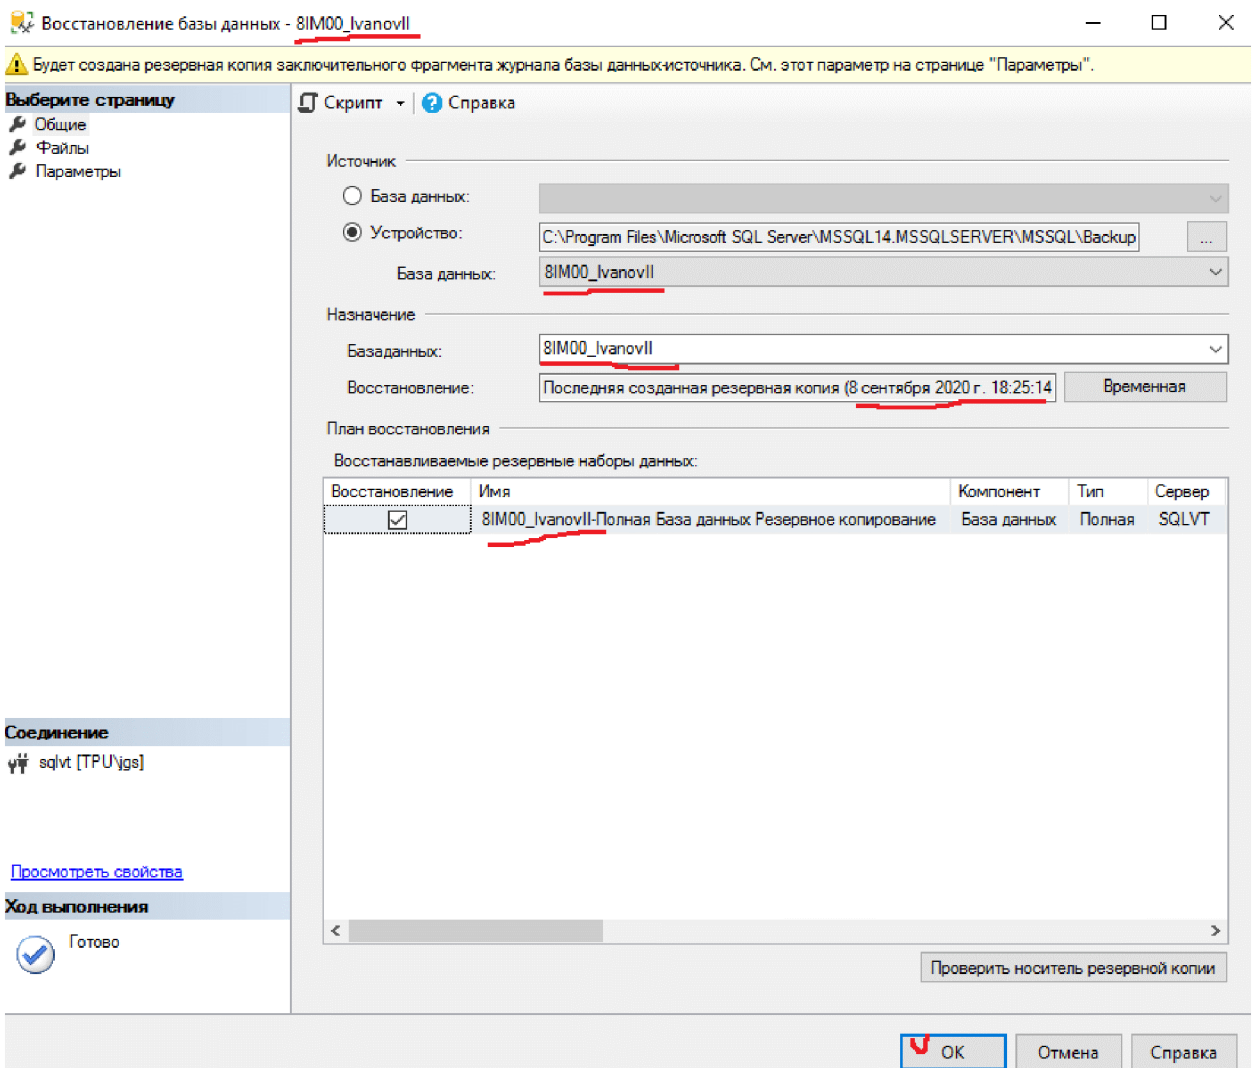 Восстановление базы данных - 8IM00_IvanovII
Будет создана резервная копия заключительного фрагмента журнала базы данных-источника. См. этот параметр на странице "Параметры".
Выберите страницу
Общие
Файлы
Параметры
Скрипт
Справка
Источник
База данных:
Устройство:
C:\Program Files\Microsoft SQL Server\MSSQL14.MSSQLSERVER\MSSQL\Backup
...
База данных:
8IM00_IvanovII
Назначение
Базаданных:
8IM00_IvanovII
Восстановление:
Последняя созданная резервная копия (8 сентября 2020 г. 18:25:14
Временная
План восстановления
Восстанавливаемые резервные наборы данных:
Восстановление Имя Компонент Тип Сервер
8IM00_IvanovII-Полная База данных Резервное копирование База данных Полная SQLVT
Соединение
sqlvt [TPU\jgs]
Просмотреть свойства
Ход выполнения
Готово
Проверить носитель резервной копии
ОК
Отмена
Справка